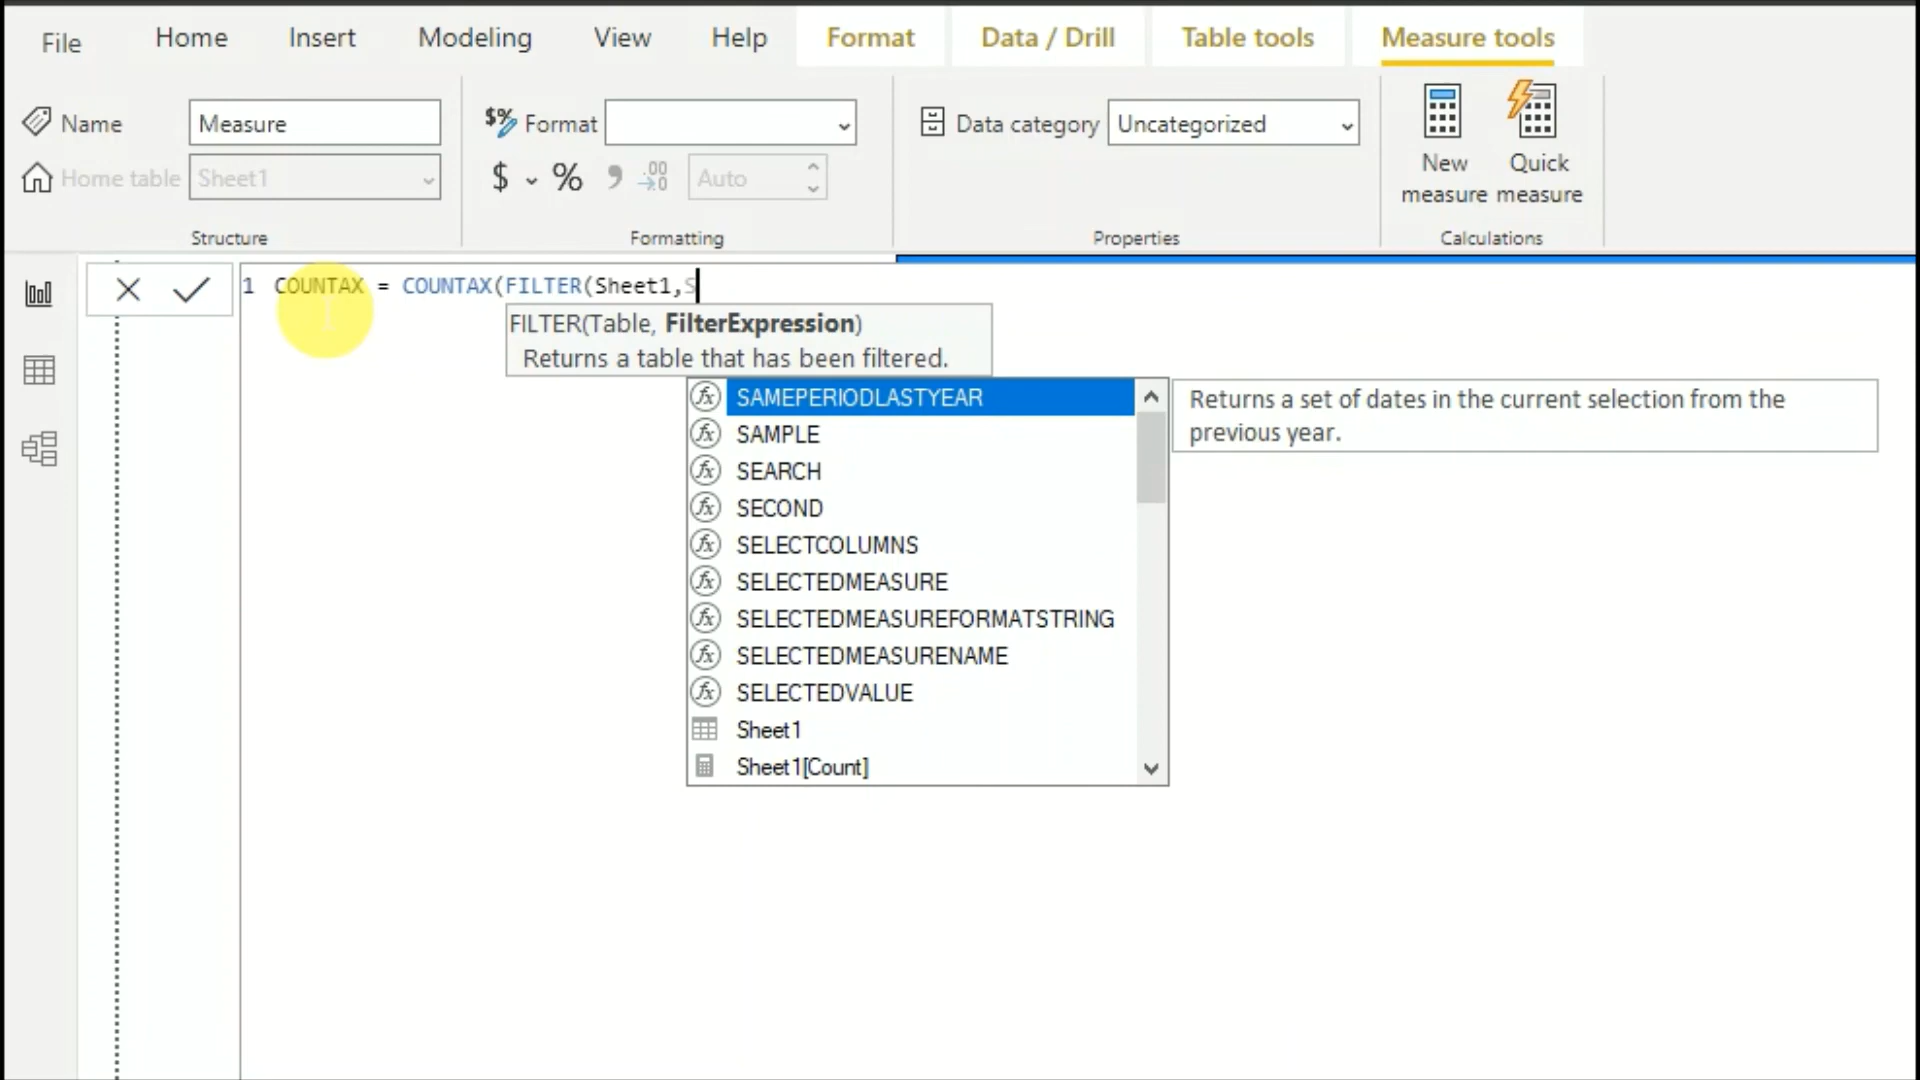 File Home Insert Modeling View Help Format Data / Drill Table tools Measure tools
Name Measure $% Format Data category Uncategorized
Home table Sheet1 $ % , .00 →0 Auto
New measure
Quick measure
Structure Formatting Properties Calculations
1 COUNTAX = COUNTAX(FILTER(Sheet1,S
FILTER(Table, FilterExpression)
Returns a table that has been filtered.
SAMEPERIODLASTYEAR
SAMPLE
SEARCH
SECOND
SELECTCOLUMNS
SELECTEDMEASURE
SELECTEDMEASUREFORMATSTRING
SELECTEDMEASURENAME
SELECTEDVALUE
Sheet1
Sheet1[Count]
Returns a set of dates in the current selection from the
previous year.